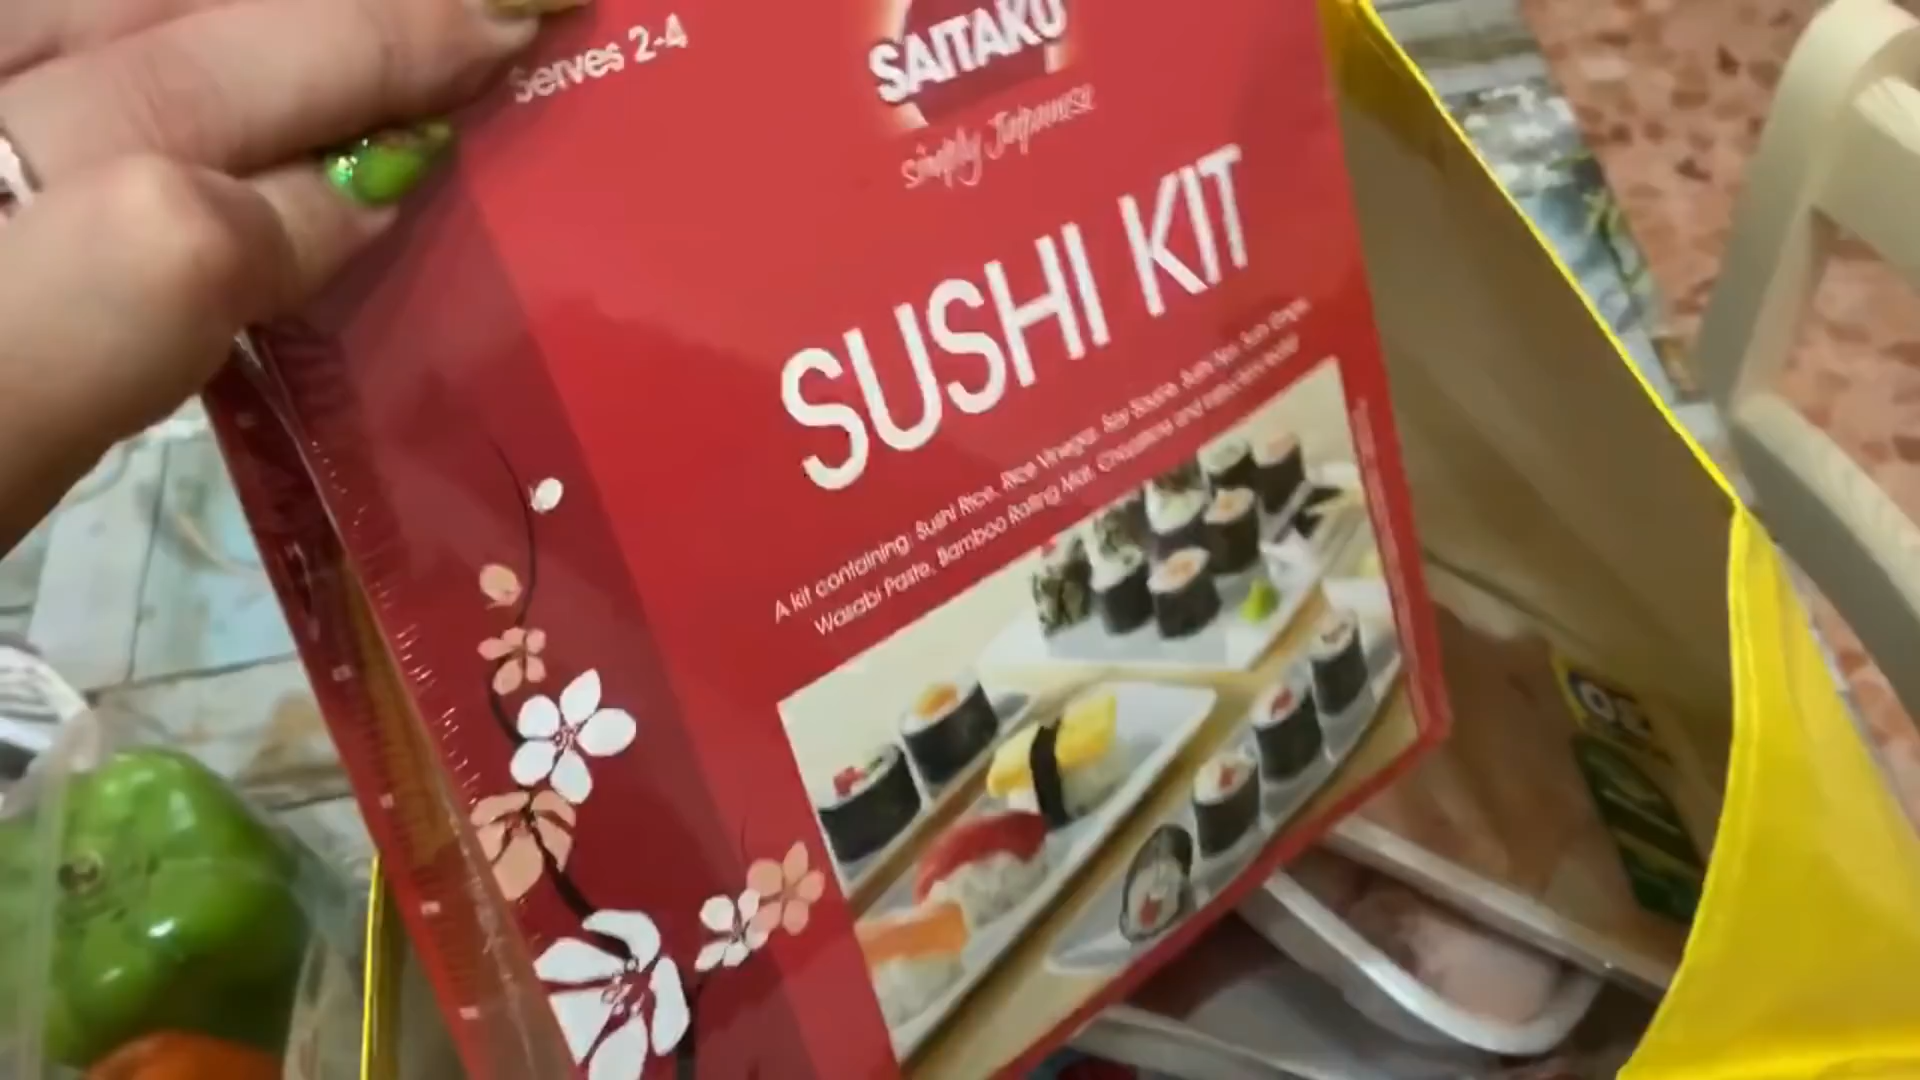 Serves 2-4
SAITAKU
simply Japanese
SUSHI KIT
A kit containing: Sushi Rice, Rice Vinegar, Soy Sauce, Sushi Nori, Sushi Ginger,
Wasabi Paste, Bamboo Rolling Mat, Chopsticks and